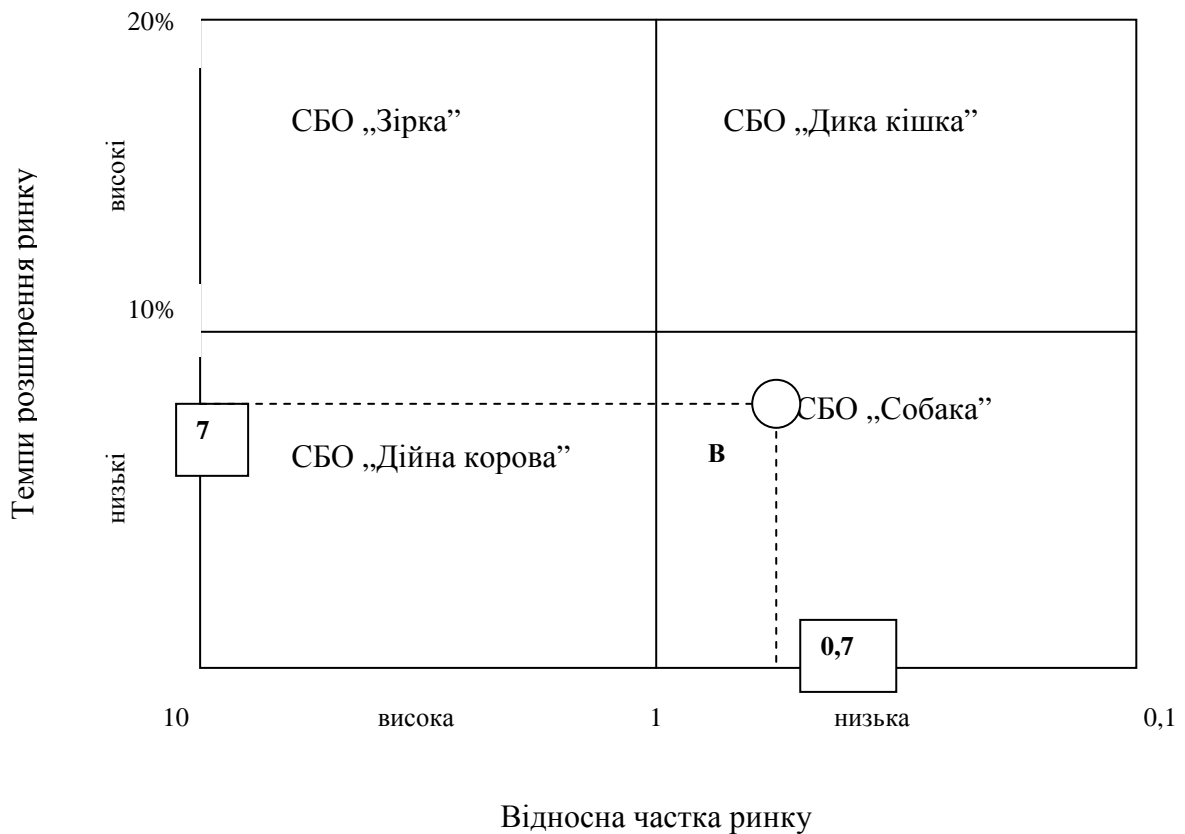 20%
СБО „Зірка”
СБО „Дика кішка”
високі
Темпи розширення ринку
10%
7
СБО „Собака”
В
СБО „Дійна корова”
низькі
0,7
10
висока
1
низька
0,1
Відносна частка ринку